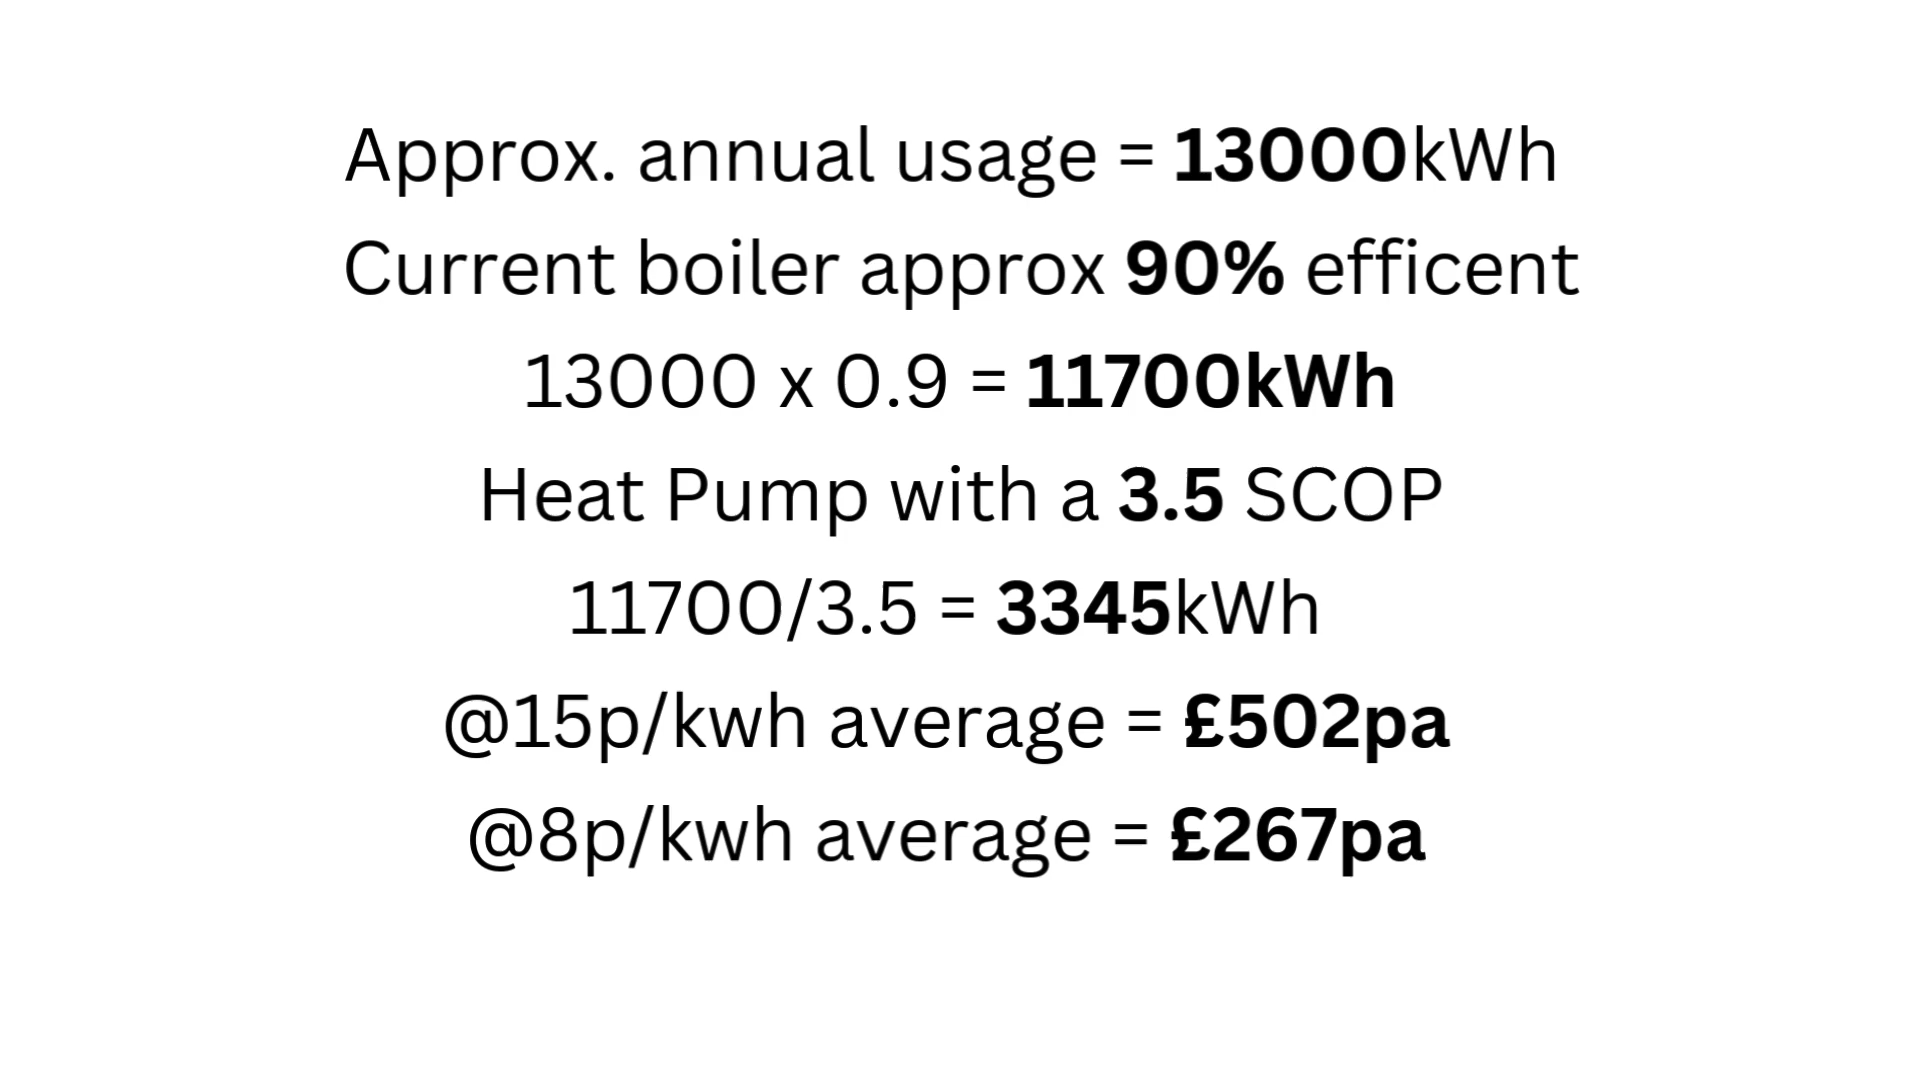 Approx. annual usage = 13000kWh
Current boiler approx 90% efficent
13000 x 0.9 = 11700kWh
Heat Pump with a 3.5 SCOP
11700/3.5 = 3345kWh
@15p/kwh average = £502pa
@8p/kwh average = £267pa